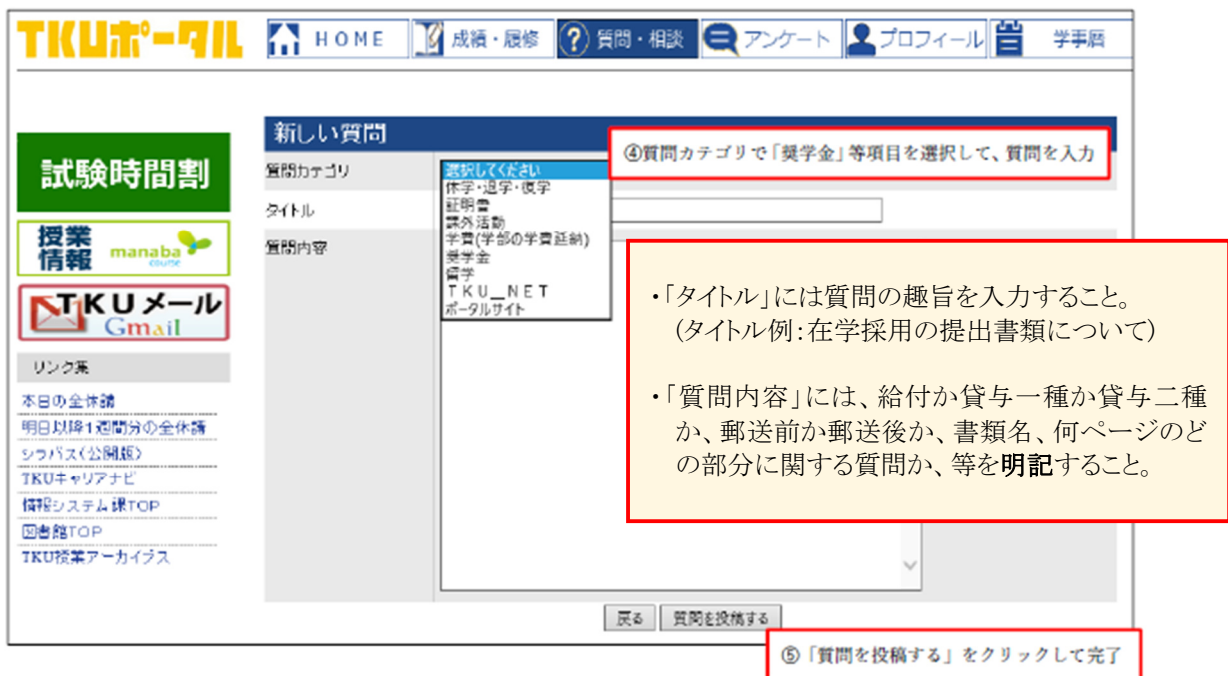 TKUポータル
HOME
成績・履修
質問・相談
アンケート
プロフィール
学事暦
新しい質問
④質問カテゴリで「奨学金」等項目を選択して、質問を入力
質問カテゴリ
選択してください
休学・退学・復学
証明書
課外活動
学費(学部の学費延納)
奨学金
留学
TKU__NET
ポータルサイト
タイトル
質問内容
・「タイトル」には質問の趣旨を入力すること。
(タイトル例:在学採用の提出書類について)
・「質問内容」には、給付か貸与一種か貸与二種
か、郵送前か郵送後か、書類名、何ページのど
の部分に関する質問か、等を明記すること。
試験時間割
授業
情報
manaba
course
TKUメール
Gmail
リンク集
本日の全休講
明日以降1週間分の全休講
シラバス(公開版)
TKUキャリアナビ
情報システム課TOP
図書館TOP
TKU授業アーカイブス
戻る
質問を投稿する
⑤「質問を投稿する」をクリックして完了